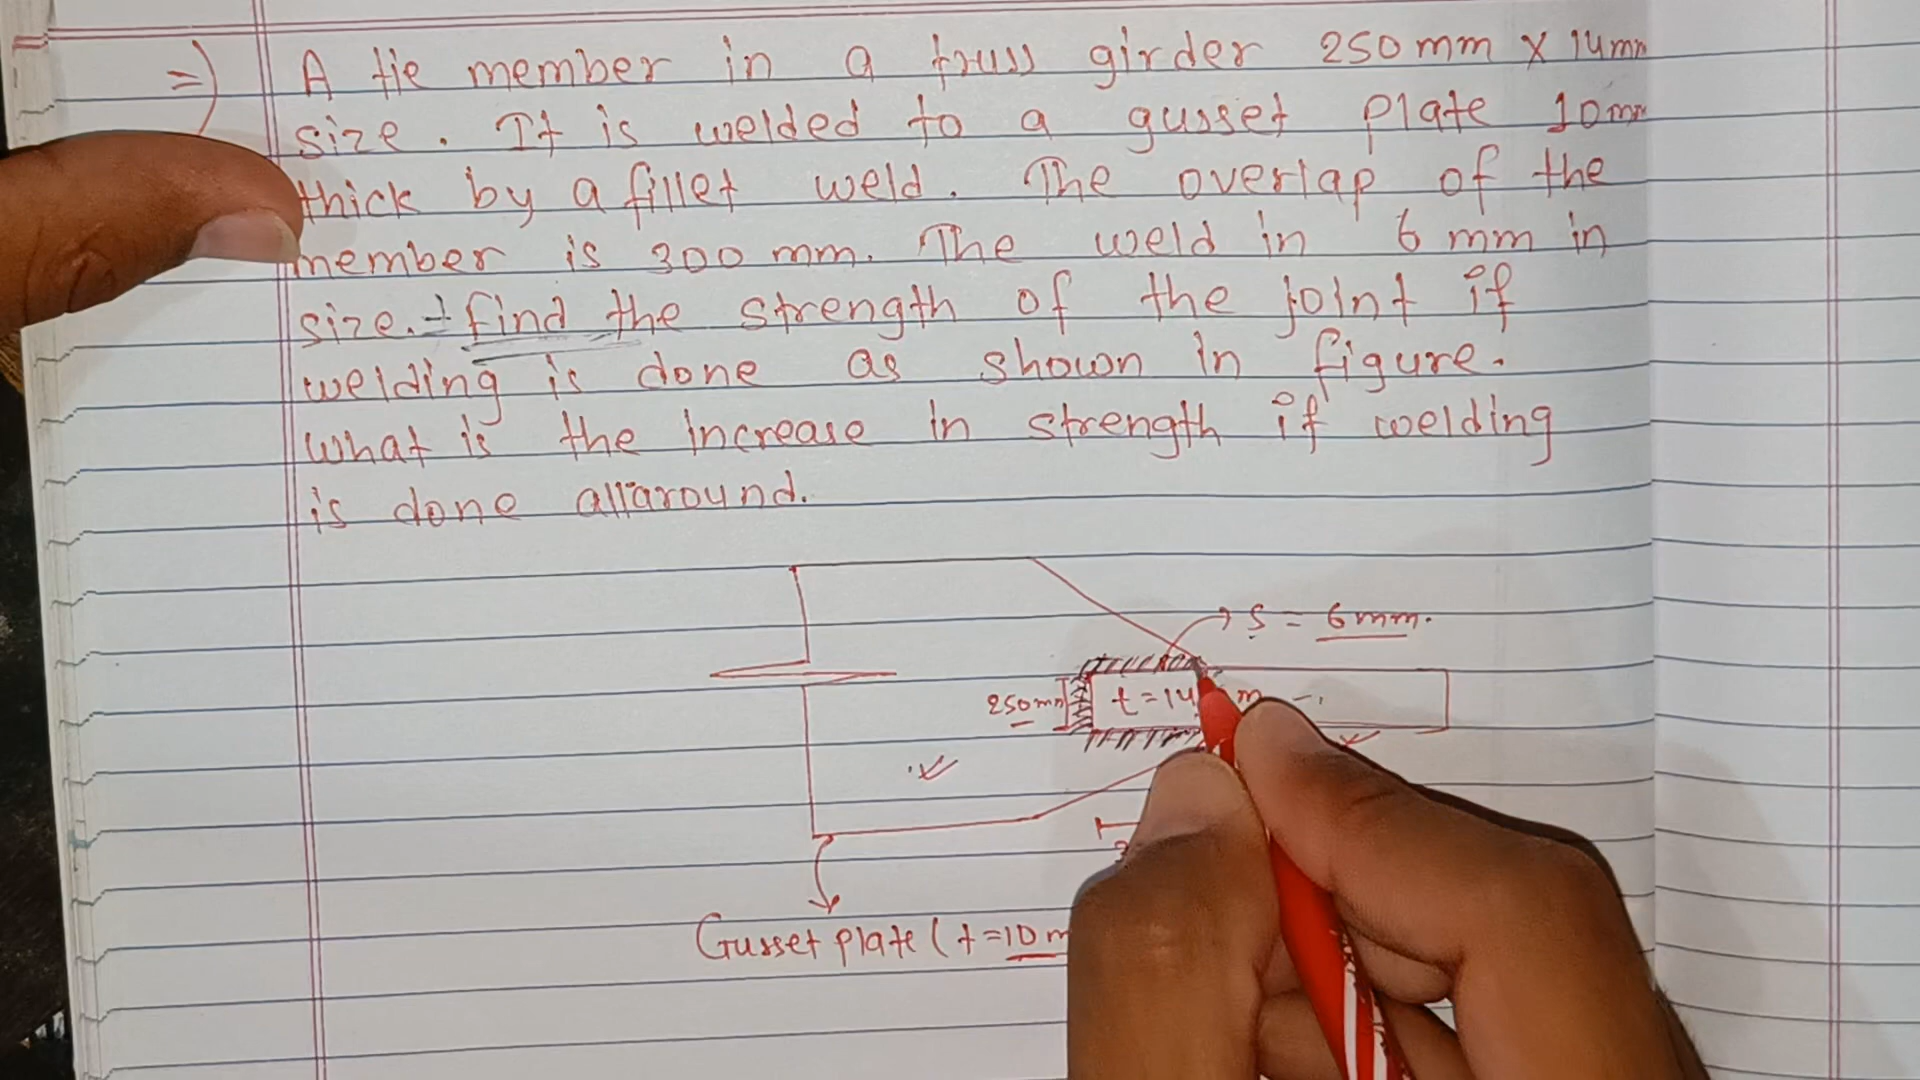 =) A tie member in a truss girder 250mm x 14mm
size. It is welded to a gusset plate 10mm
thick by a fillet weld. The overlap of the
member is 300 mm. The weld in 6 mm in
size. find the strength of the joint if
welding is done as shown in figure.
What is the increase in strength if welding
is done allaround.
S = 6mm.
250mm
t=14
Gusset plate (t=10 m